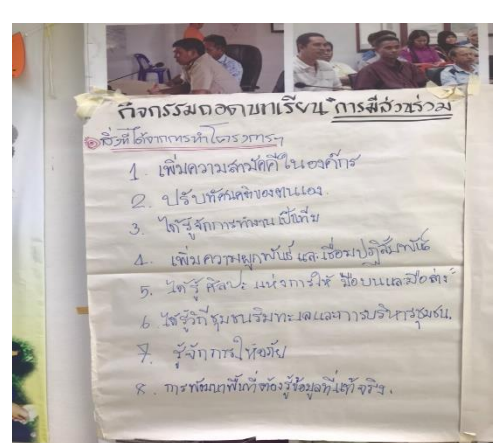 กิจกรรมถอดบทเรียน "การมีส่วนร่วม"
สิ่งที่ได้จากการทำโครงการฯ
1. เพิ่มความสามัคคีในองค์กร
2. ปรับทัศนคติของตนเอง
3. ได้รู้จักการทำงานเป็นทีม
4. เพิ่มความผูกพันธ์และเชื่อมปฏิสัมพันธ์
5. ได้รู้ศิลปะแห่งการให้ "มือบนและมือล่าง"
6. ได้รู้วิถีชุมชนริมทะเลและการบริหารชุมชน.
7. รู้จักการให้อภัย
8. การพัฒนาพื้นที่ต้องรู้ข้อมูลที่แท้จริง.